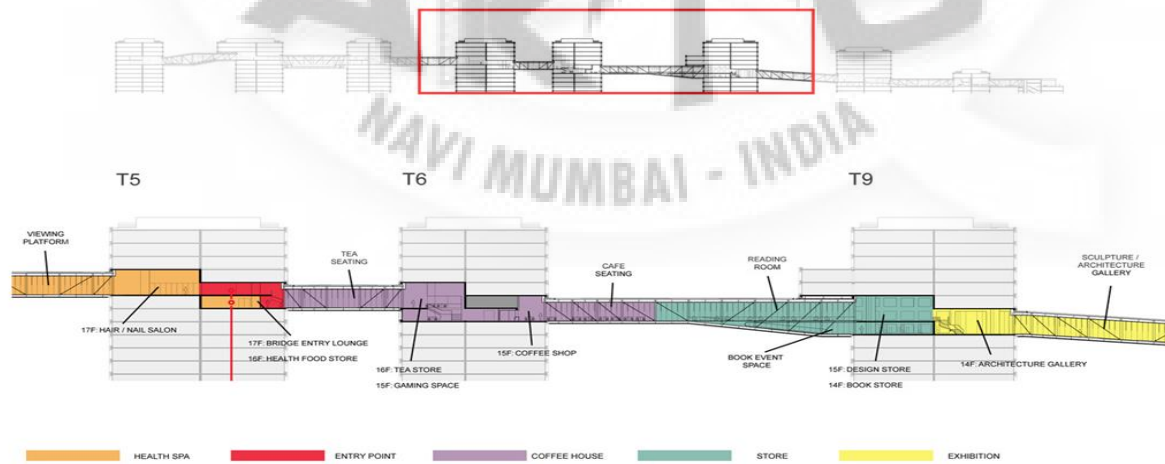 NAVI MUMBAI - INDIA
T5
T6
T9
VIEWING
PLATFORM
TEA
SEATING
CAFE
SEATING
READING
ROOM
SCULPTURE /
ARCHITECTURE
GALLERY
17F: HAIR / NAIL SALON
17F: BRIDGE ENTRY LOUNGE
16F: HEALTH FOOD STORE
16F: TEA STORE
15F: GAMING SPACE
15F: COFFEE SHOP
BOOK EVENT
SPACE
15F: DESIGN STORE
14F: BOOK STORE
14F: ARCHITECTURE GALLERY
HEALTH SPA
ENTRY POINT
COFFEE HOUSE
STORE
EXHIBITION